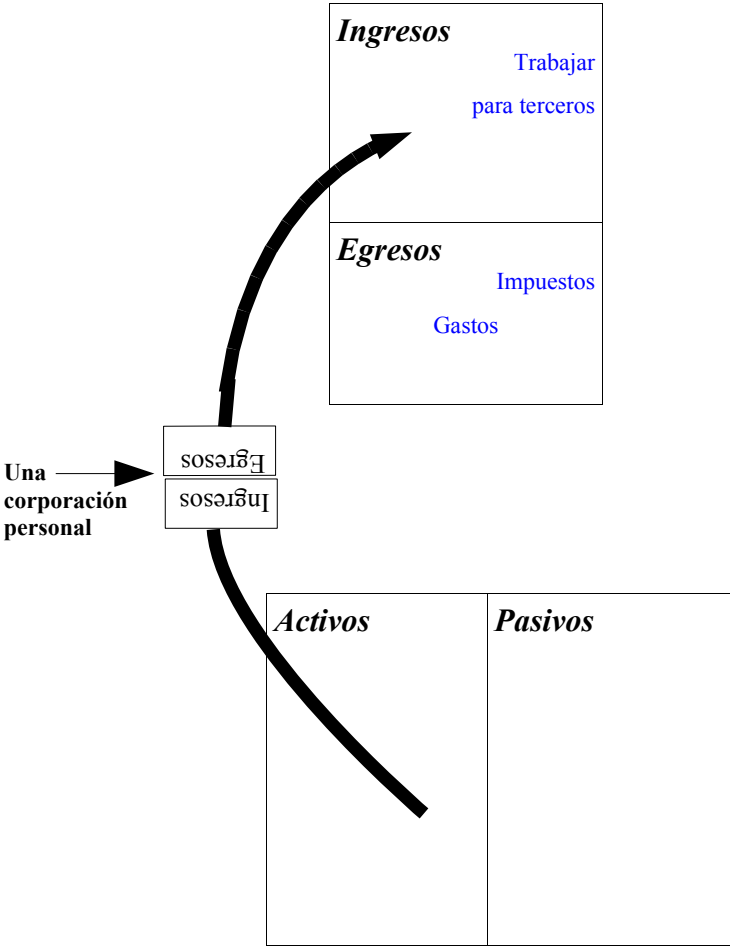 Ingresos
Trabajar
para terceros
Egresos
Impuestos
Gastos
Egresos
Ingresos
Una
corporación
personal
Activos
Pasivos